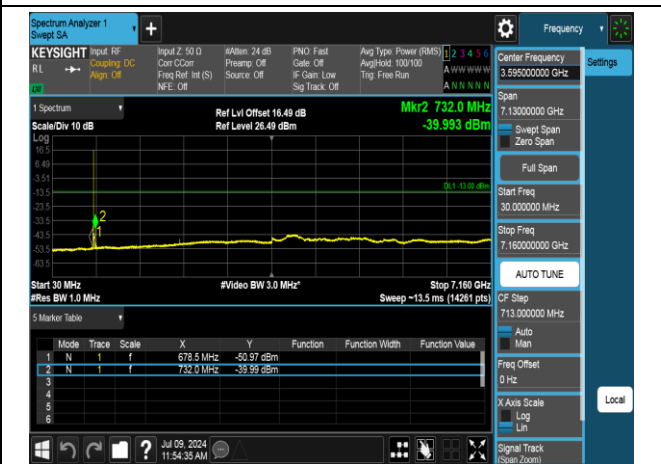 Spectrum Analyzer 1
Swept SA
Frequency
KEYSIGHT
RL
LXI
Input: RF
Coupling: DC
Align: Off
Input Z: 50 Ω
Corr CCorr
Freq Ref: Int (S)
NFE: Off
#Atten: 24 dB
Preamp: Off
Source: Off
PNO: Fast
Gate: Off
IF Gain: Low
Sig Track: Off
Avg Type: Power (RMS)
Avg|Hold: 100/100
Trig: Free Run
1 2 3 4 5 6
A W W W W W
A N N N N N
1 Spectrum
Scale/Div 10 dB
Ref Lvl Offset 16.49 dB
Ref Level 26.49 dBm
Mkr2 732.0 MHz
-39.993 dBm
Log
16.5
6.49
-3.51
-13.5
-23.5
-33.5
-43.5
-53.5
-63.5
DL1 -13.00 dBm
2
1
Start 30 MHz
#Res BW 1.0 MHz
#Video BW 3.0 MHz*
Stop 7.160 GHz
Sweep ~13.5 ms (14261 pts)
5 Marker Table
Mode Trace Scale X Y Function Function Width Function Value
1 N 1 f 678.5 MHz -50.97 dBm
2 N 1 f 732.0 MHz -39.99 dBm
3
4
5
6
Jul 09, 2024
11:54:35 AM
Center Frequency
3.595000000 GHz
Settings
Span
7.13000000 GHz
Swept Span
Zero Span
Full Span
Start Freq
30.000000 MHz
Stop Freq
7.160000000 GHz
AUTO TUNE
CF Step
713.000000 MHz
Auto
Man
Freq Offset
0 Hz
X Axis Scale
Log
Lin
Local
Signal Track
(Span Zoom)